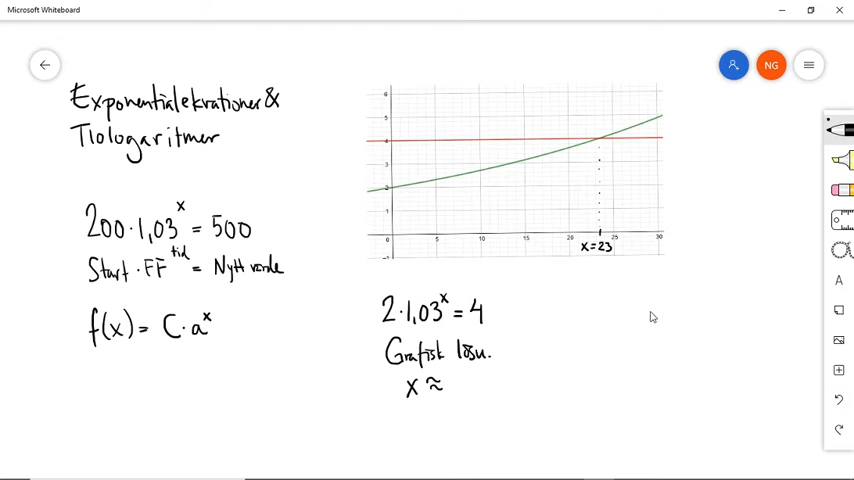 Microsoft Whiteboard
NG
Exponentialekvationer &
Tiologaritmer
200·1,03^x = 500
Start·FF^tid = Nytt värde
f(x) = C·a^x
6
5
4
3
2
1
0 5 10 15 20 25 30
-1
x=23
2·1,03^x = 4
Grafisk lösn.
x ≈
A